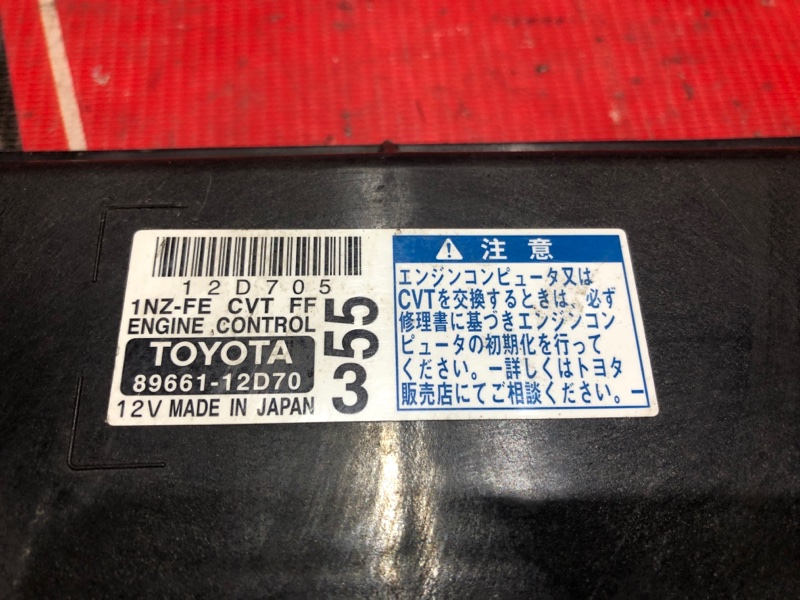 12D705
1NZ-FE CVT FF
ENGINE CONTROL
TOYOTA
89661-12D70
12V MADE IN JAPAN
355
⚠ 注意
エンジンコンピュータ又は
CVTを交換するときは、必ず
修理書に基づきエンジンコン
ピュータの初期化を行って
ください。ー詳しくはトヨタ
販売店にてご相談ください。ー